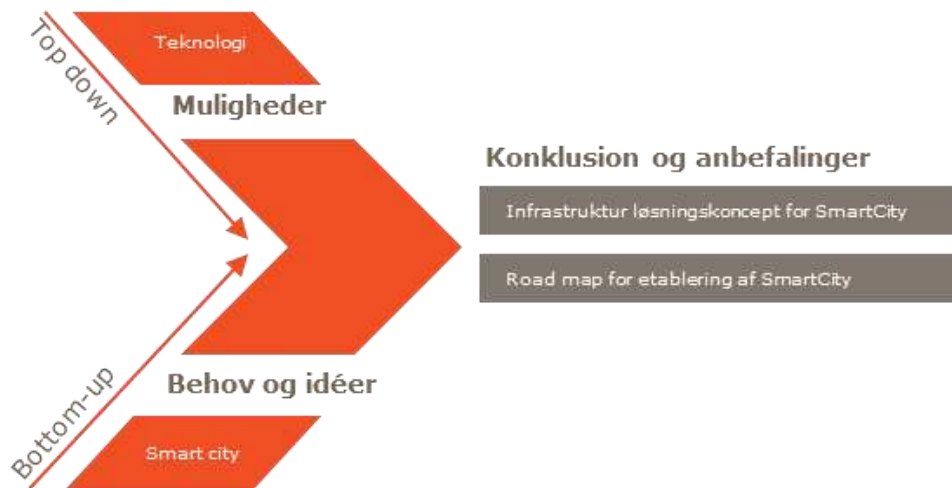 Top down
Teknologi
Muligheder
Konklusion og anbefalinger
Infrastruktur løsningskoncept for SmartCity
Road map for etablering af SmartCity
Behov og idéer
Bottom-up
Smart city